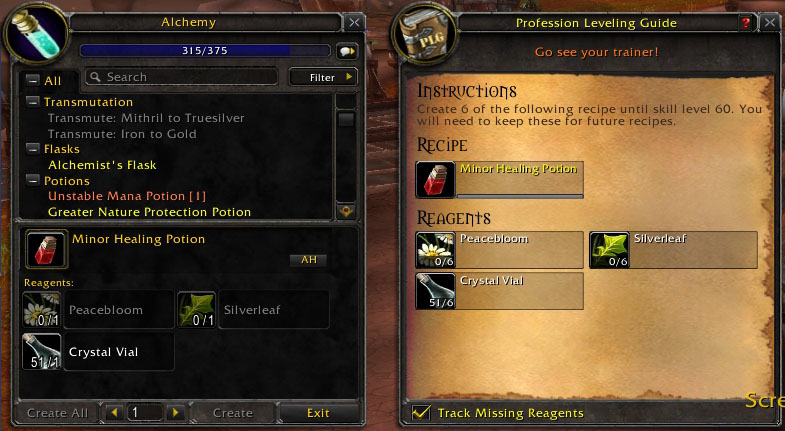 Alchemy
315/375
All
Search
Filter
Transmutation
Transmute: Mithril to Truesilver
Transmute: Iron to Gold
Flasks
Alchemist's Flask
Potions
Unstable Mana Potion [1]
Greater Nature Protection Potion
Minor Healing Potion
AH
Reagents:
0/1 Peacebloom
0/1 Silverleaf
51/1 Crystal Vial
Create All
1
Create
Exit
PLG
Profession Leveling Guide
?
Go see your trainer!
Instructions
Create 6 of the following recipe until skill level 60. You
will need to keep these for future recipes.
Recipe
Minor Healing Potion
Reagents
Peacebloom
0/6
Silverleaf
0/6
Crystal Vial
51/6
Track Missing Reagents
Scre